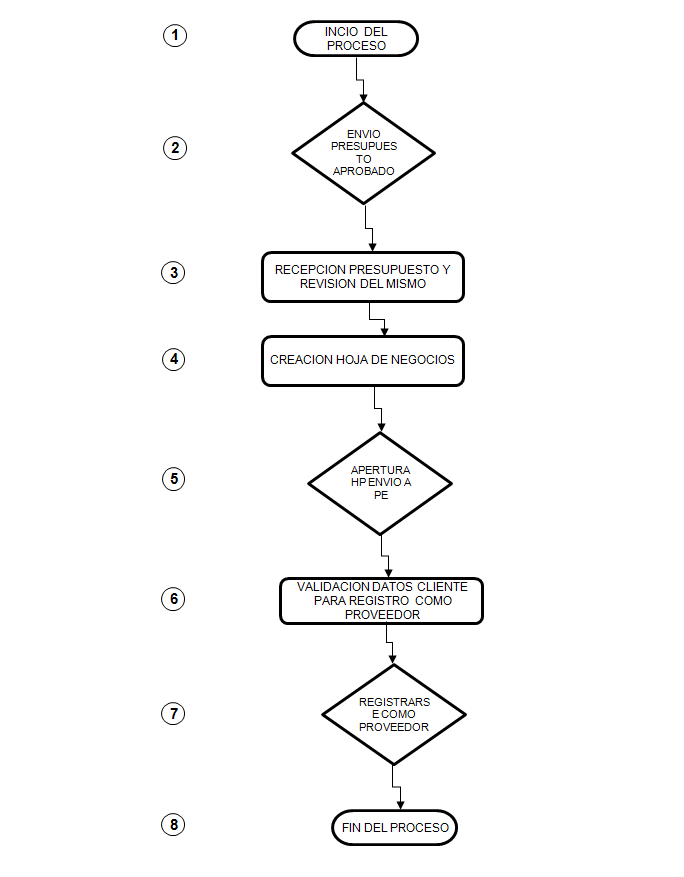 1
INCIO DEL
PROCESO
2
ENVIO
PRESUPUES
TO
APROBADO
3
RECEPCION PRESUPUESTO Y
REVISION DEL MISMO
4
CREACION HOJA DE NEGOCIOS
5
APERTURA
HP ENVIO A
PE
6
VALIDACION DATOS CLIENTE
PARA REGISTRO COMO
PROVEEDOR
7
REGISTRARS
E COMO
PROVEEDOR
8
FIN DEL PROCESO